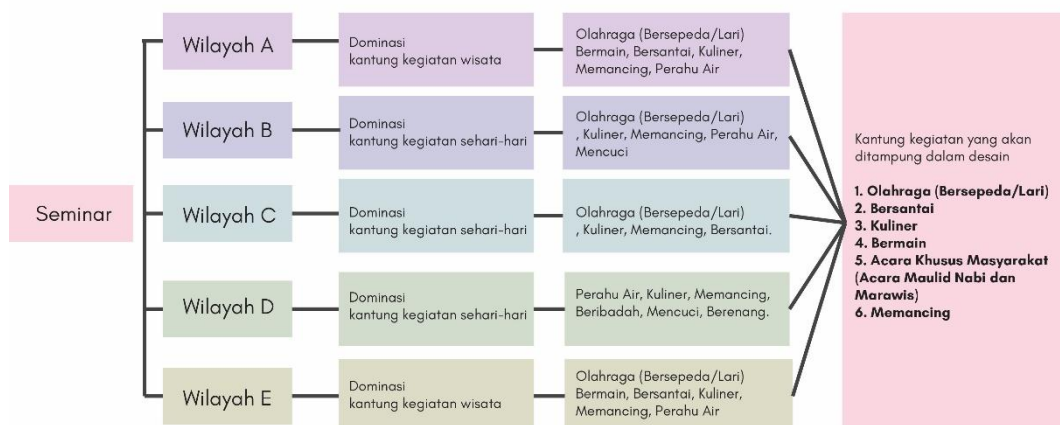 Seminar
Wilayah A
Dominasi
kantung kegiatan wisata
Olahraga (Bersepeda/Lari)
Bermain, Bersantai, Kuliner,
Memancing, Perahu Air
Wilayah B
Dominasi
kantung kegiatan sehari-hari
Olahraga (Bersepeda/Lari)
, Kuliner, Memancing, Perahu Air,
Mencuci
Wilayah C
Dominasi
kantung kegiatan sehari-hari
Olahraga (Bersepeda/Lari)
, Kuliner, Memancing, Bersantai.
Wilayah D
Dominasi
kantung kegiatan sehari-hari
Perahu Air, Kuliner, Memancing,
Beribadah, Mencuci, Berenang.
Wilayah E
Dominasi
kantung kegiatan wisata
Olahraga (Bersepeda/Lari)
Bermain, Bersantai, Kuliner,
Memancing, Perahu Air
Kantung kegiatan yang akan
ditampung dalam desain
1. Olahraga (Bersepeda/Lari)
2. Bersantai
3. Kuliner
4. Bermain
5. Acara Khusus Masyarakat
(Acara Maulid Nabi dan
Marawis)
6. Memancing